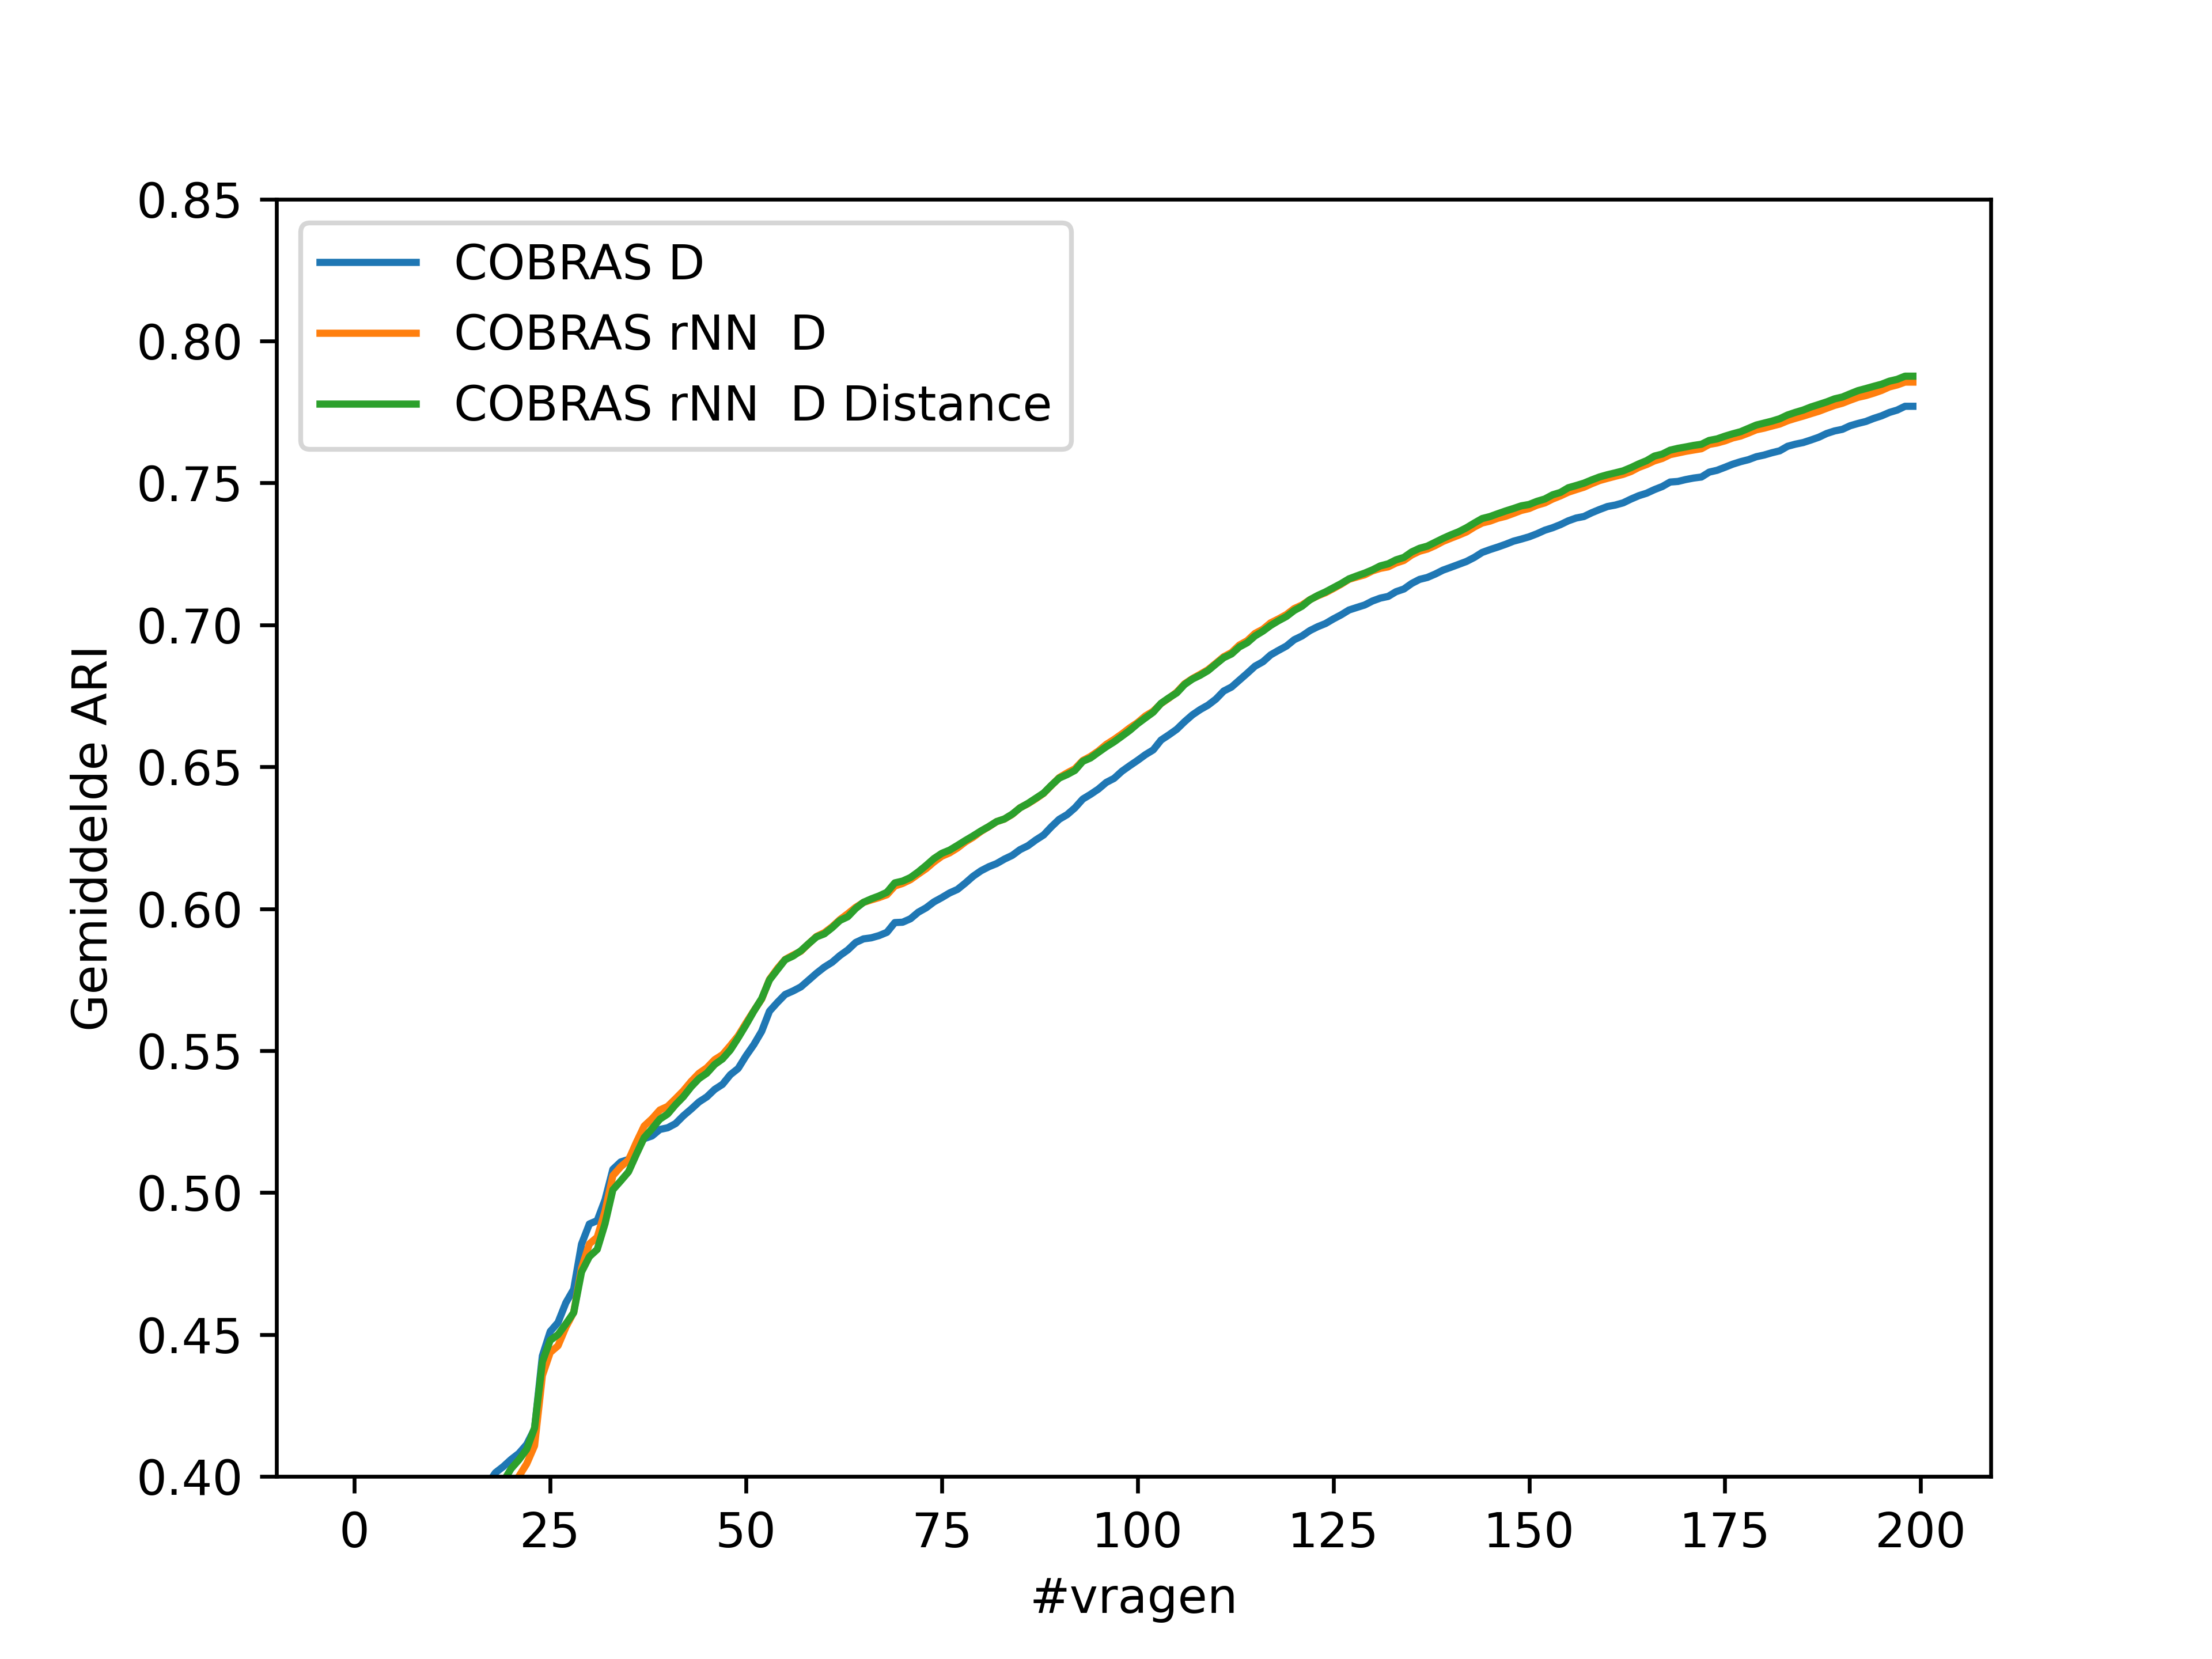 0.85
0.80
0.75
0.70
0.65
0.60
0.55
0.50
0.45
0.40
Gemiddelde ARI
COBRAS D
COBRAS rNN  D
COBRAS rNN  D Distance
0 25 50 75 100 125 150 175 200
#vragen